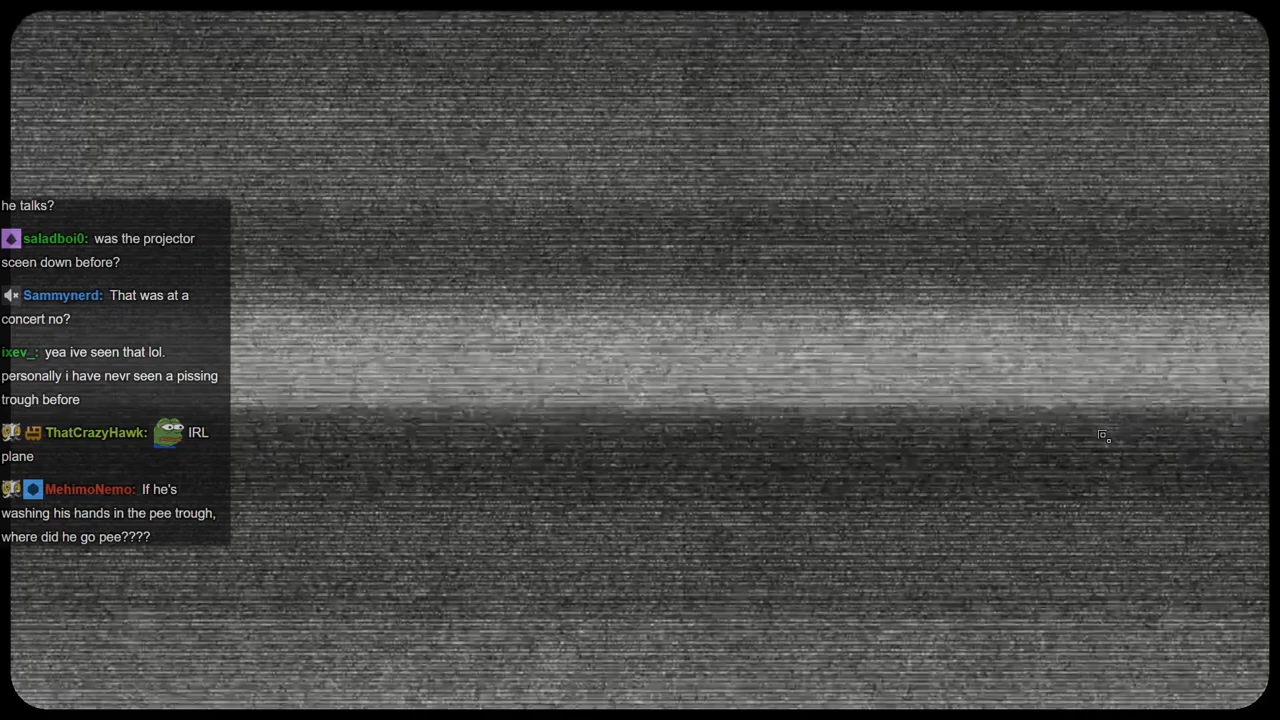 he talks?
saladboi0: was the projector
sceen down before?
Sammynerd: That was at a
concert no?
ixev_: yea ive seen that lol.
personally i have nevr seen a pissing
trough before
ThatCrazyHawk: IRL
plane
MehimoNemo: If he's
washing his hands in the pee trough,
where did he go pee????